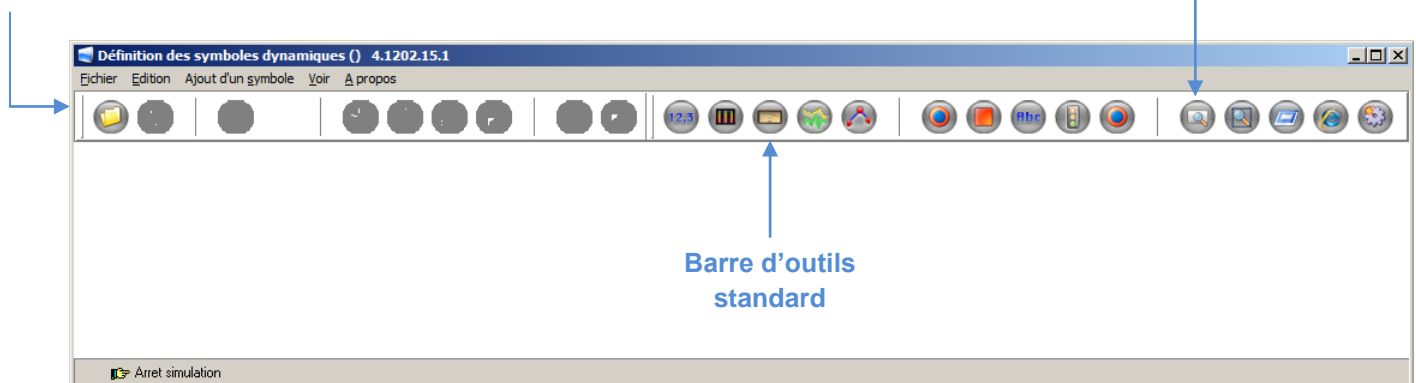 Définition des symboles dynamiques () 4.1202.15.1
Fichier Edition Ajout d'un symbole Voir A propos
12,3 Abc
Barre d’outils
standard
Arret simulation